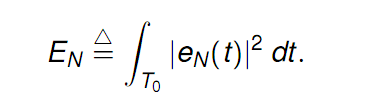 E_N ≜ ∫_{T_0} |e_N(t)|² dt.